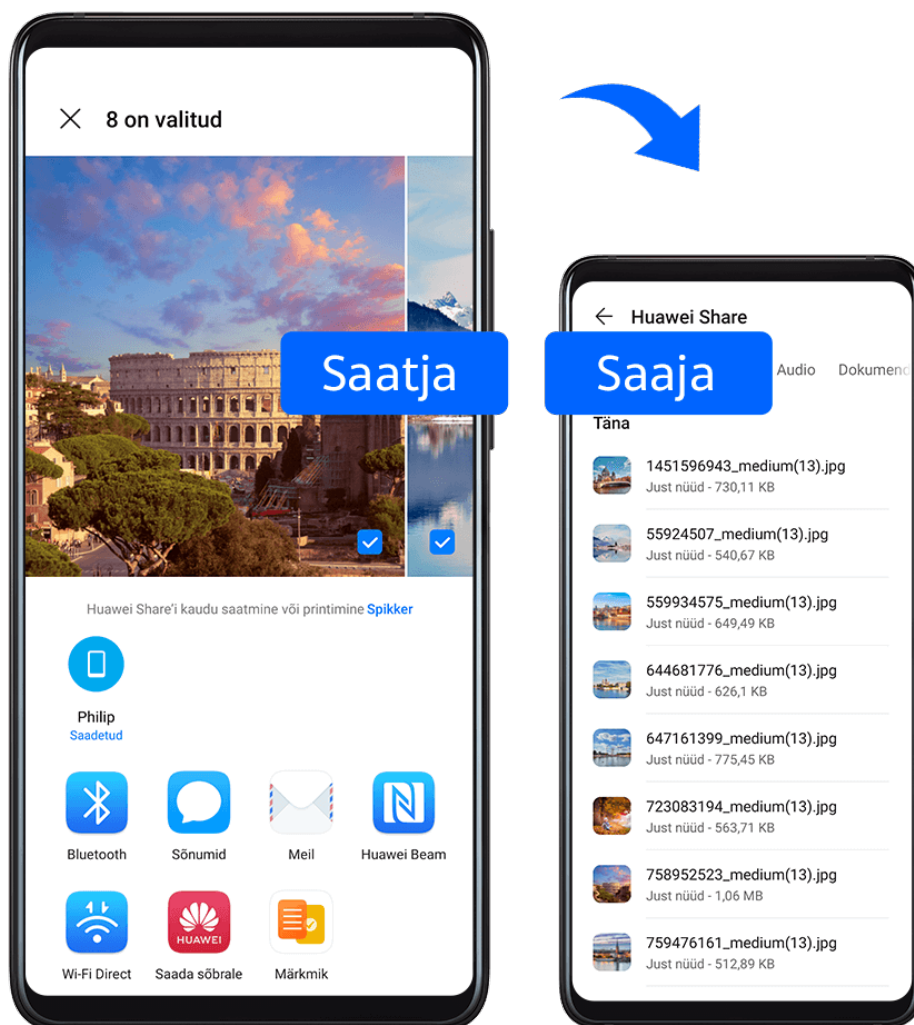 8 on valitud
Saatja
Huawei Share'i kaudu saatmine või printimine Spikker
Philip
Saadetud
Bluetooth
Sõnumid
Meil
Huawei Beam
HUAWEI
Wi-Fi Direct
Saada sõbrale
Märkmik
Huawei Share
Saaja
Audio
Täna
1451596943_medium(13).jpg
Just nüüd - 730,11 KB
55924507_medium(13).jpg
Just nüüd - 540,67 KB
559934575_medium(13).jpg
Just nüüd - 649,49 KB
644681776_medium(13).jpg
Just nüüd - 626,1 KB
647161399_medium(13).jpg
Just nüüd - 775,45 KB
723083194_medium(13).jpg
Just nüüd - 563,71 KB
758952523_medium(13).jpg
Just nüüd - 1,06 MB
759476161_medium(13).jpg
Just nüüd - 512,89 KB